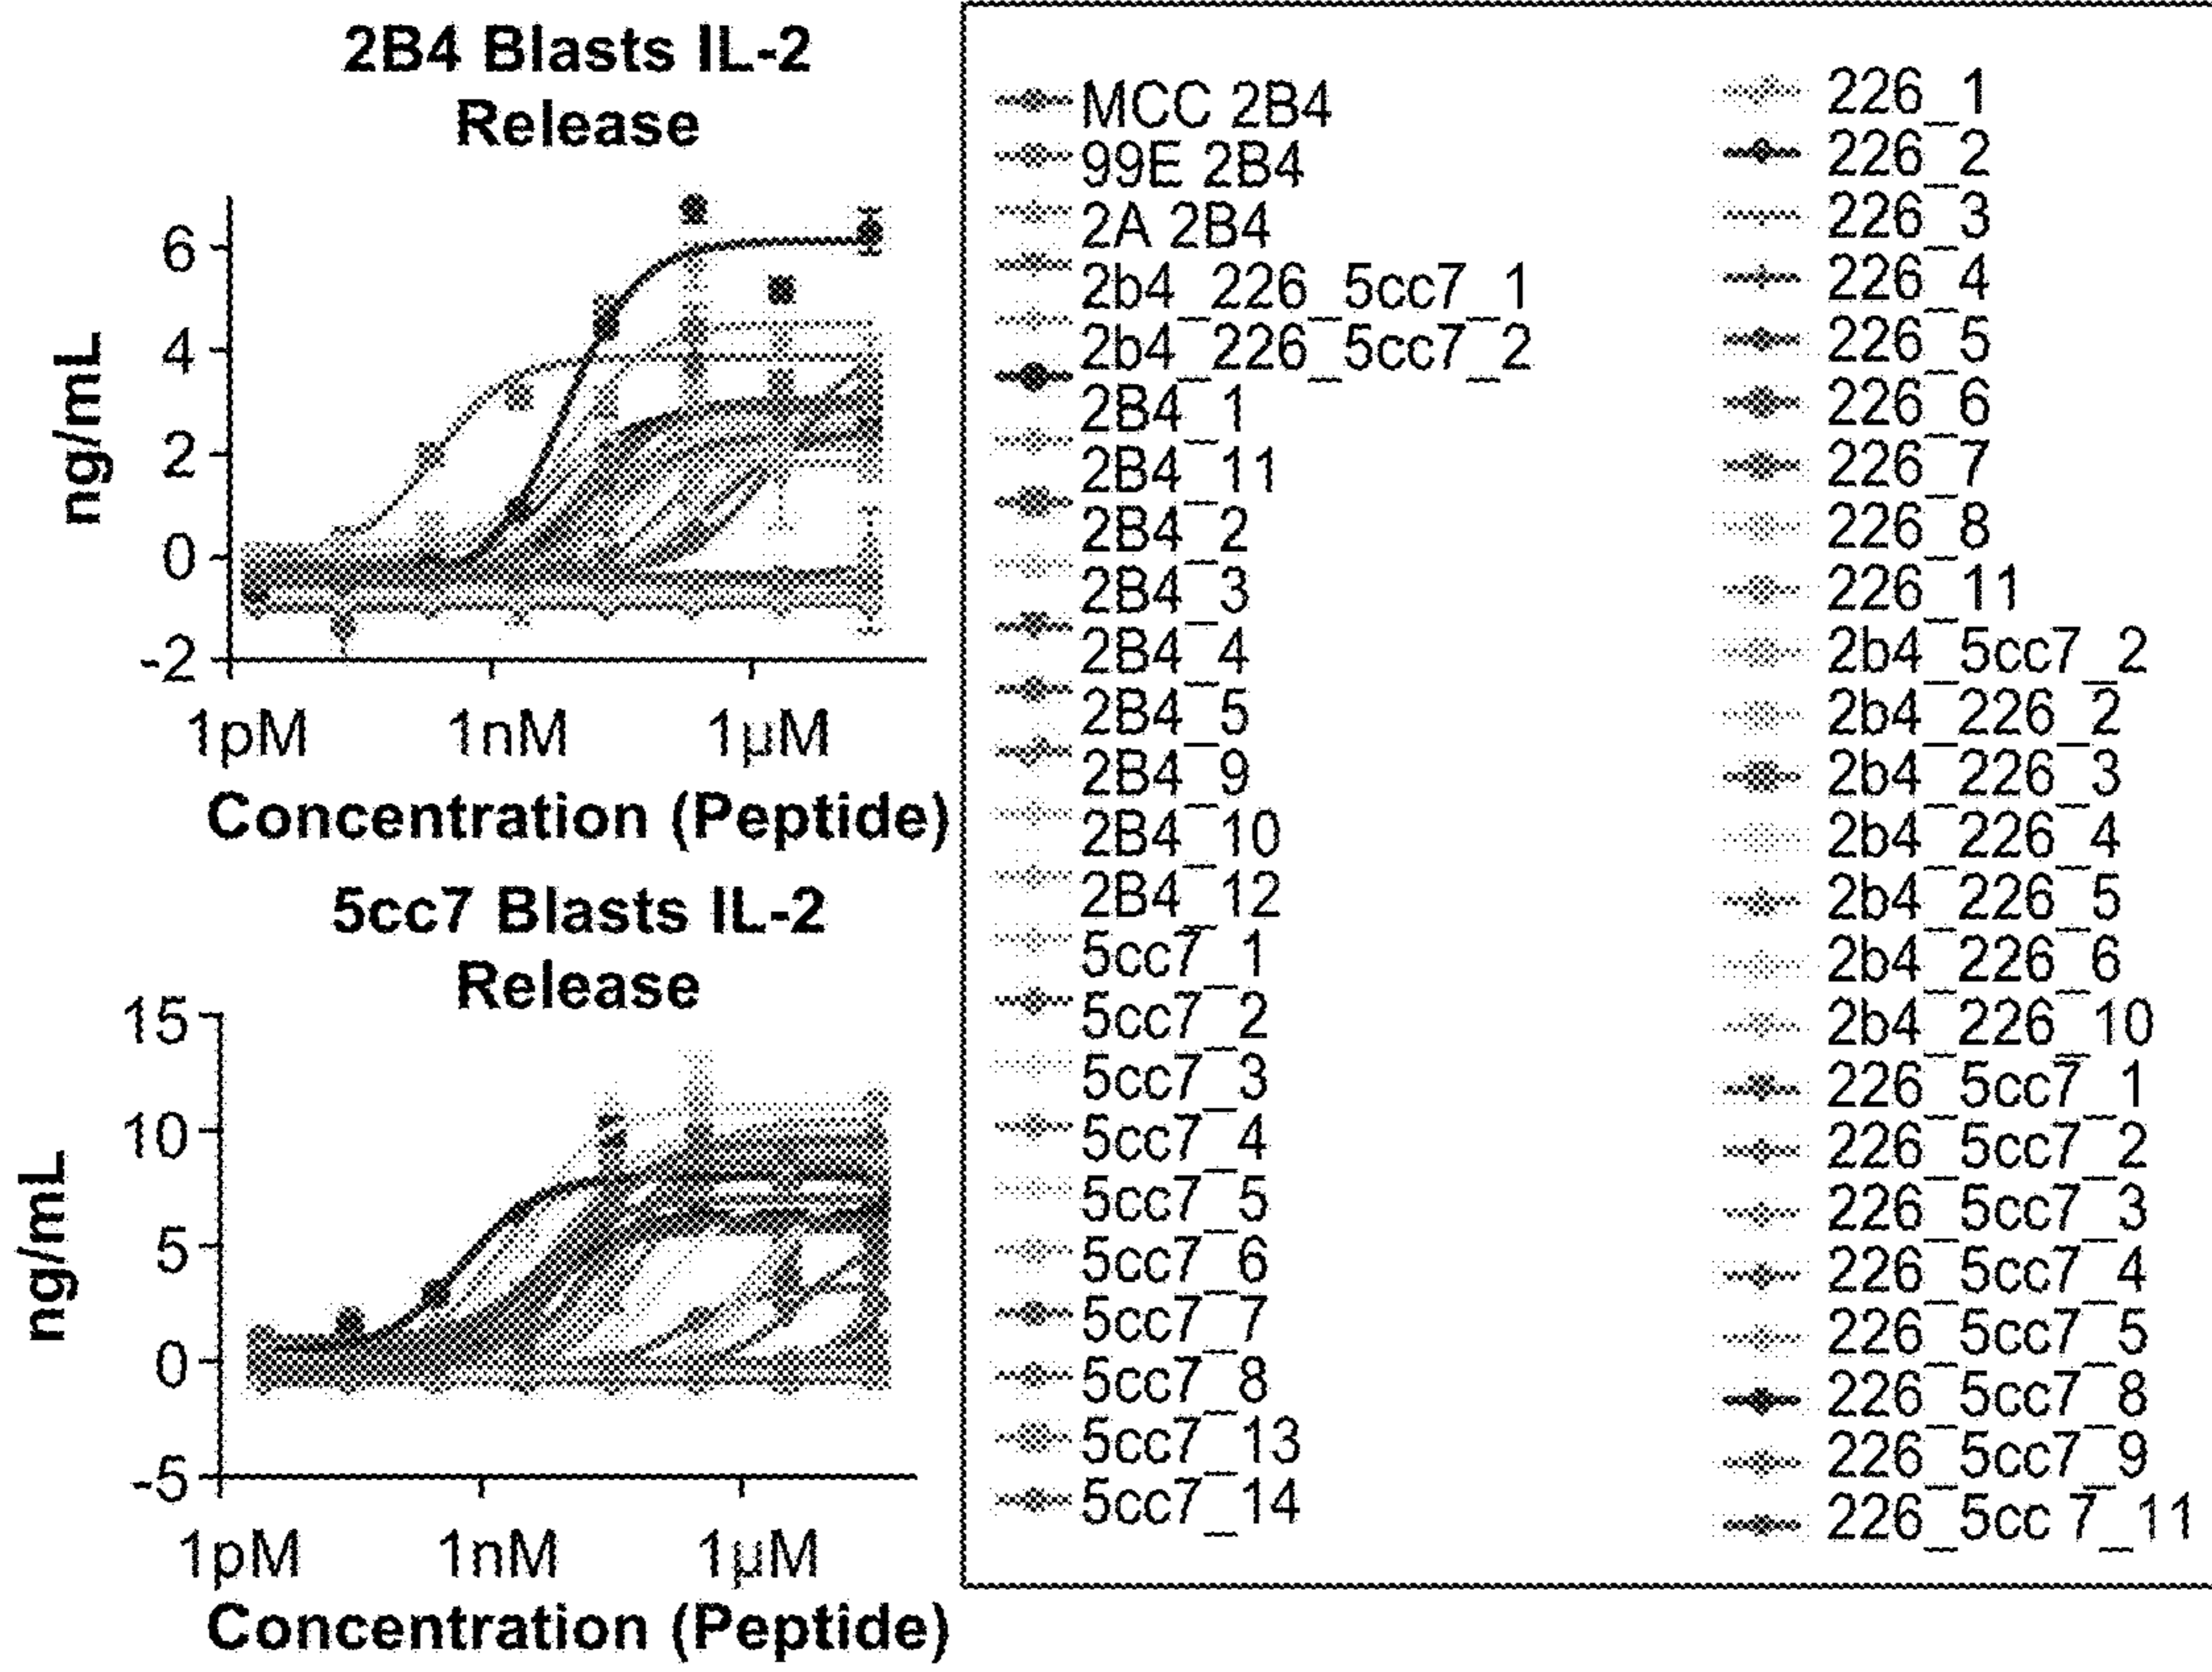 2B4 Blasts IL-2
Release
6
4
2
0
-2
ng/mL
1pM 1nM 1µM
Concentration (Peptide)
5cc7 Blasts IL-2
Release
15
10
5
0
-5
ng/mL
1pM 1nM 1µM
Concentration (Peptide)
MCC 2B4
99E 2B4
2A 2B4
2b4_226_5cc7_1
2b4_226_5cc7_2
2B4_1
2B4_11
2B4_2
2B4_3
2B4_4
2B4_5
2B4_9
2B4_10
2B4_12
5cc7_1
5cc7_2
5cc7_3
5cc7_4
5cc7_5
5cc7_6
5cc7_7
5cc7_8
5cc7_13
5cc7_14
226_1
226_2
226_3
226_4
226_5
226_6
226_7
226_8
226_11
2b4_5cc7_2
2b4_226_2
2b4_226_3
2b4_226_4
2b4_226_5
2b4_226_6
2b4_226_10
226_5cc7_1
226_5cc7_2
226_5cc7_3
226_5cc7_4
226_5cc7_5
226_5cc7_8
226_5cc7_9
226_5cc 7_11